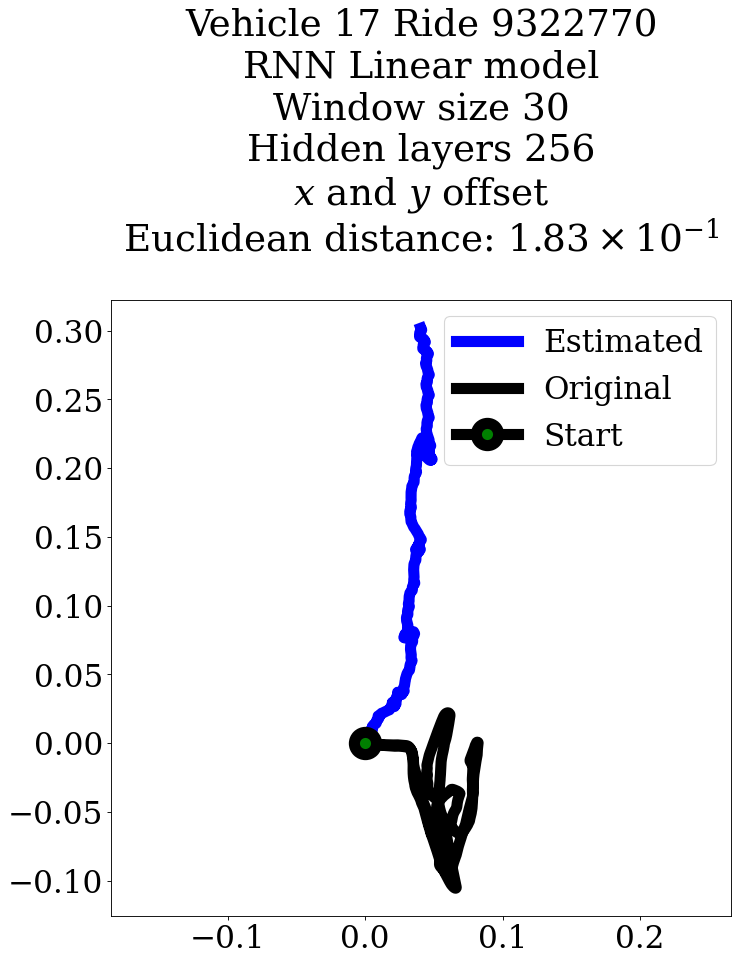 Vehicle 17 Ride 9322770
RNN Linear model
Window size 30
Hidden layers 256
x and y offset
Euclidean distance: 1.83 × 10⁻¹
Estimated
Original
Start
0.30
0.25
0.20
0.15
0.10
0.05
0.00
−0.05
−0.10
−0.1 0.0 0.1 0.2